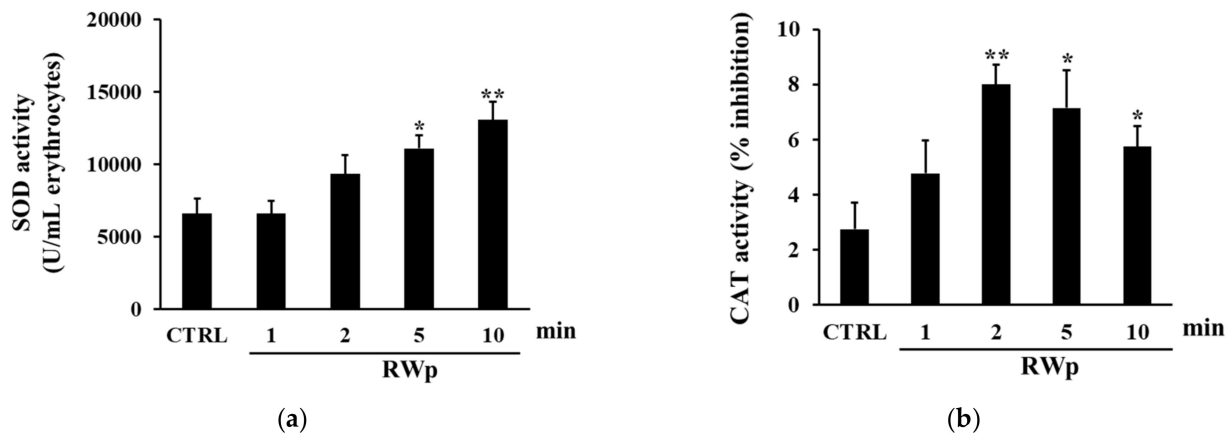 SOD activity
(U/mL erythrocytes)
20000
15000
10000
5000
0
*
**
CTRL 1 2 5 10 min
RWp
(a)
CAT activity (% inhibition)
10
8
6
4
2
0
**
*
*
CTRL 1 2 5 10 min
RWp
(b)